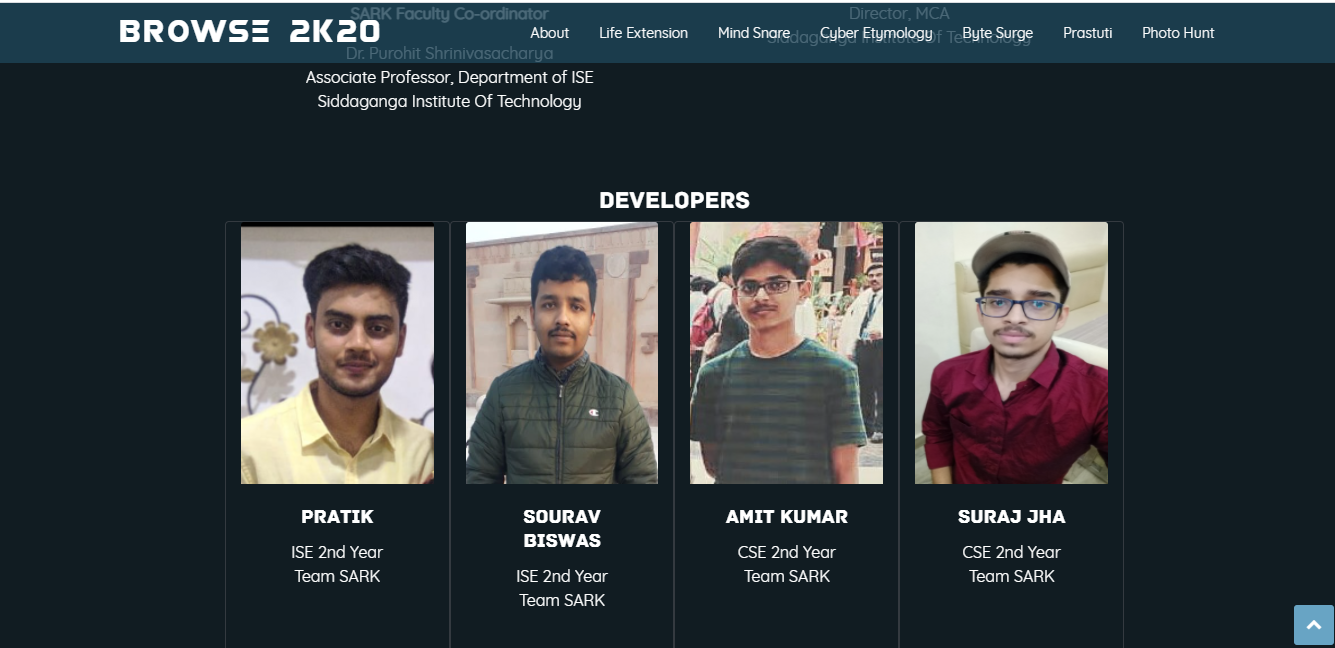 BROWSE 2K20
About
Life Extension
Mind Snare
Cyber Etymology
Byte Surge
Prastuti
Photo Hunt
SARK Faculty Co-ordinator
Dr. Purohit Shrinivasacharya
Associate Professor, Department of ISE
Siddaganga Institute Of Technology
Director, MCA
Siddaganga Institute Of Technology
DEVELOPERS
PRATIK
ISE 2nd Year
Team SARK
SOURAV
BISWAS
ISE 2nd Year
Team SARK
AMIT KUMAR
CSE 2nd Year
Team SARK
SURAJ JHA
CSE 2nd Year
Team SARK